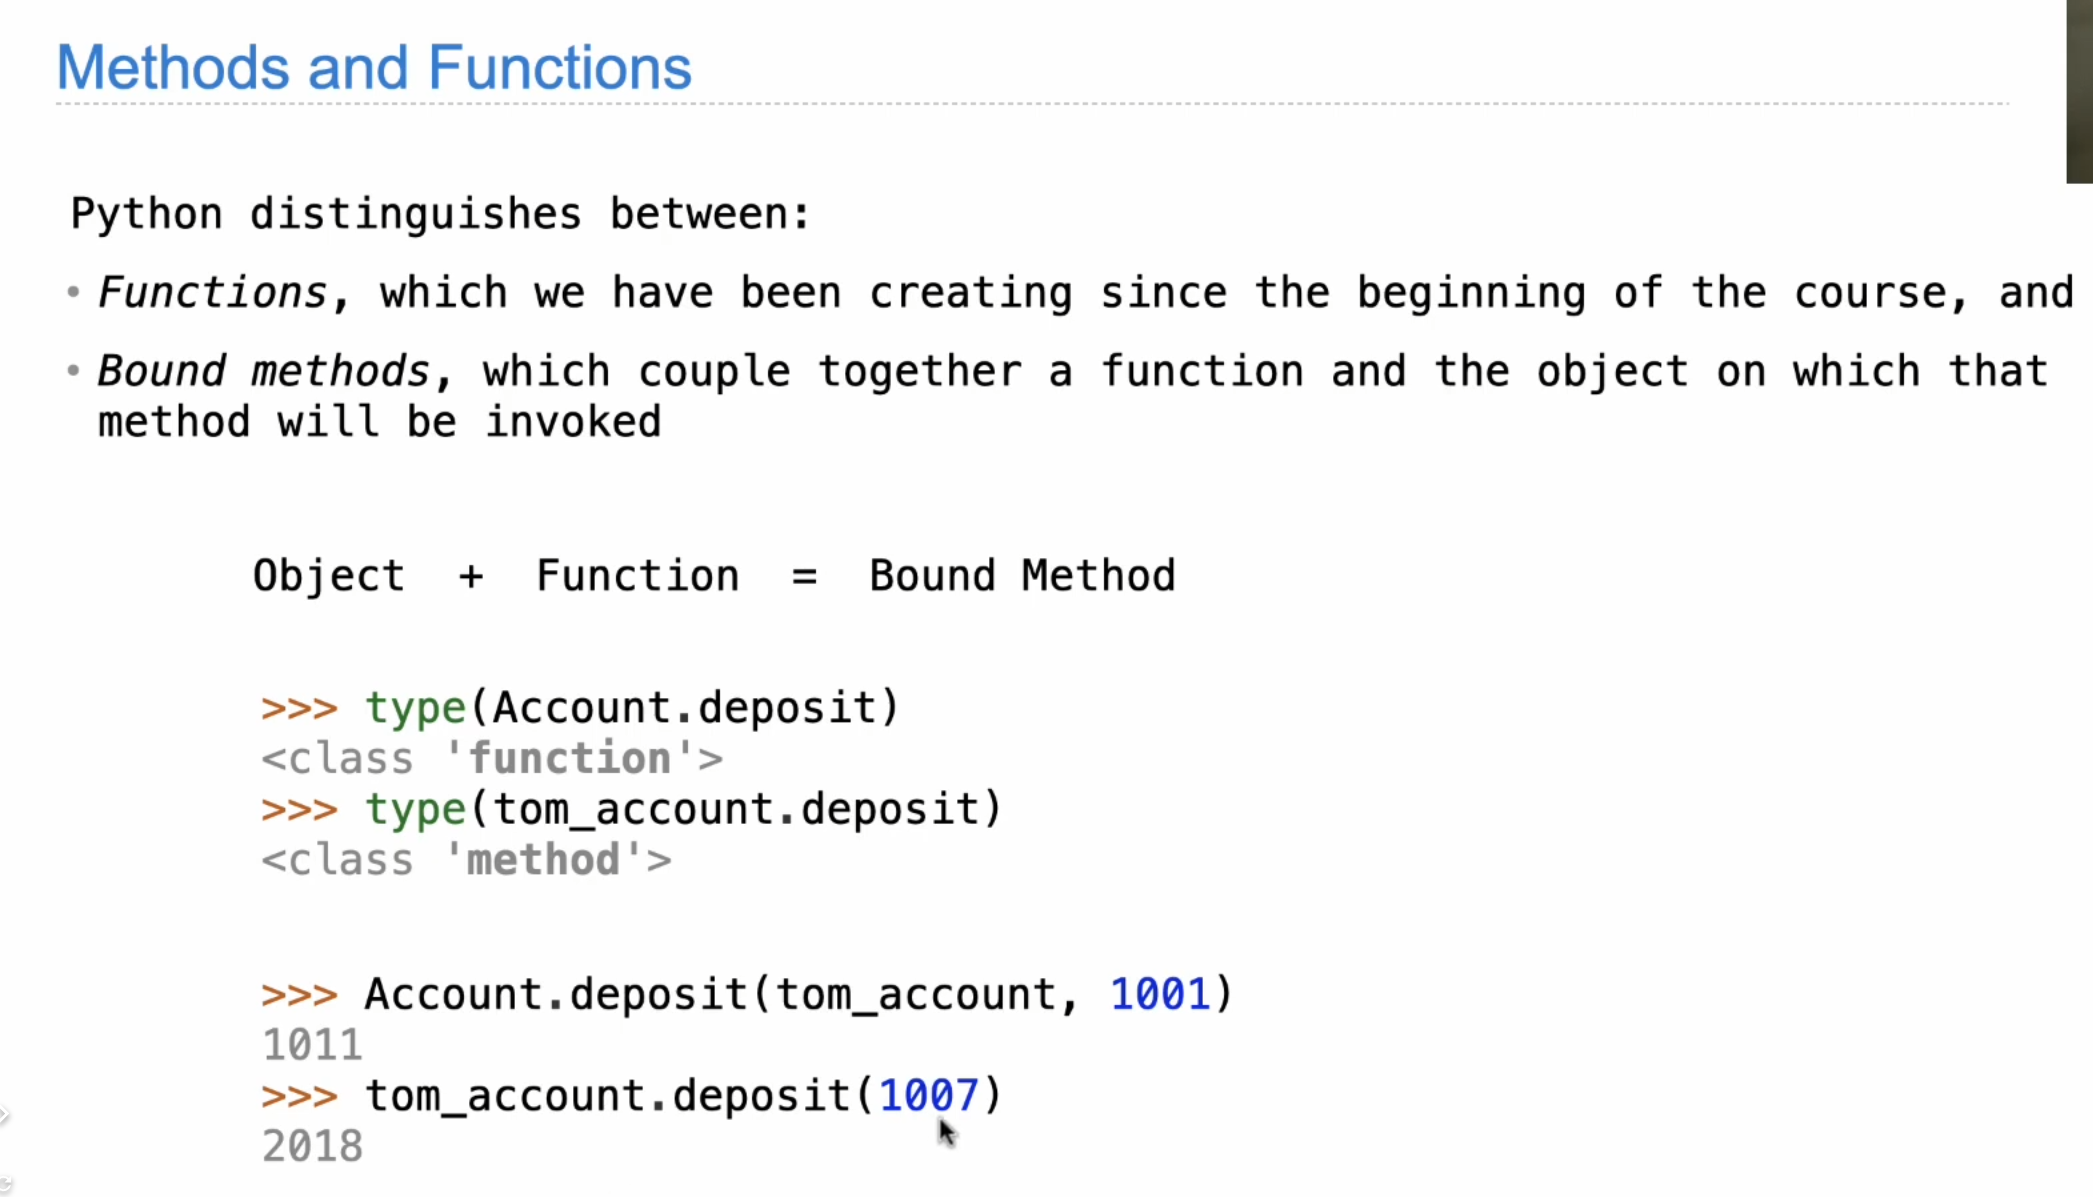 Methods and Functions
Python distinguishes between:
• Functions, which we have been creating since the beginning of the course, and
• Bound methods, which couple together a function and the object on which that
method will be invoked
Object + Function = Bound Method
>>> type(Account.deposit)
<class 'function'>
>>> type(tom_account.deposit)
<class 'method'>
>>> Account.deposit(tom_account, 1001)
1011
>>> tom_account.deposit(1007)
2018